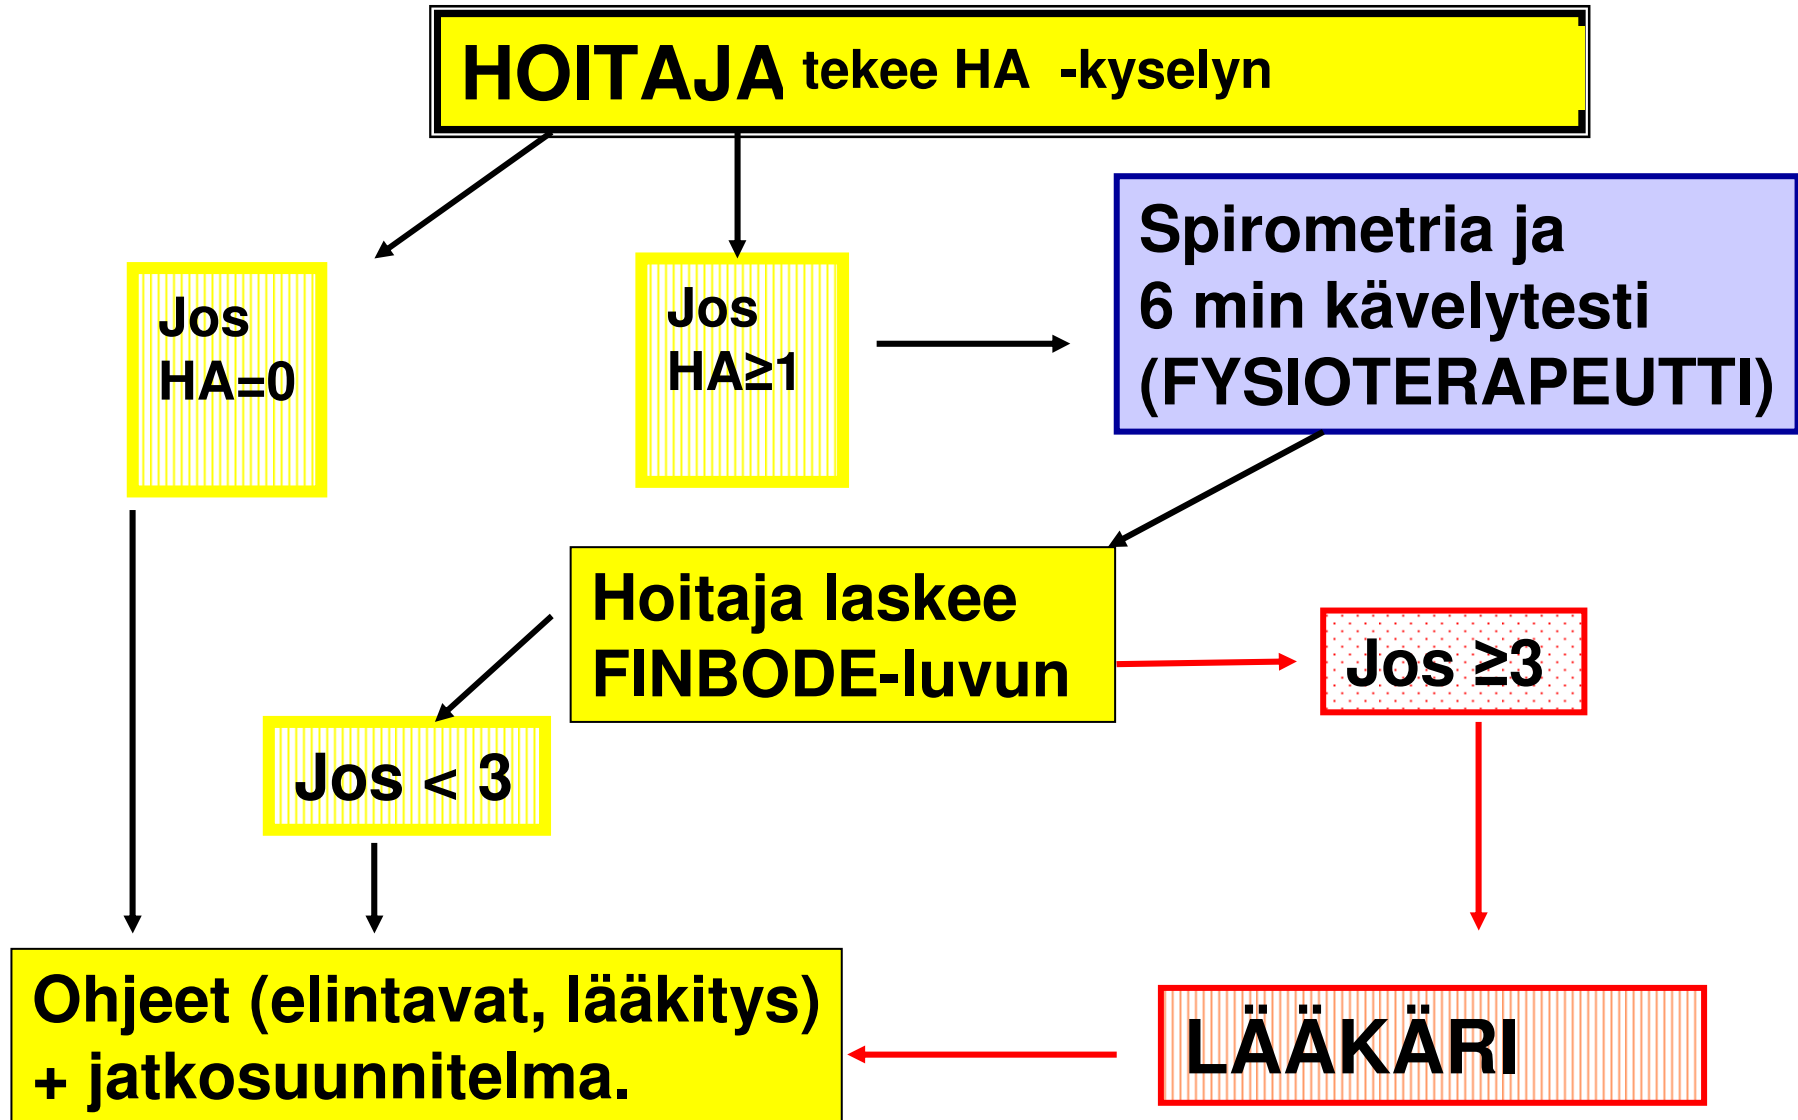 HOITAJA tekee HA -kyselyn
Jos
HA=0
Jos
HA≥1
Spirometria ja
6 min kävelytesti
(FYSIOTERAPEUTTI)
Hoitaja laskee
FINBODE-luvun
Jos ≥3
Jos < 3
Ohjeet (elintavat, lääkitys)
+ jatkosuunnitelma.
LÄÄKÄRI